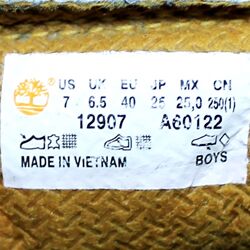 US UK EU JP MX CN
7 6.5 40 25 25,0 250(1)
12907 A60122
MADE IN VIETNAM BOYS